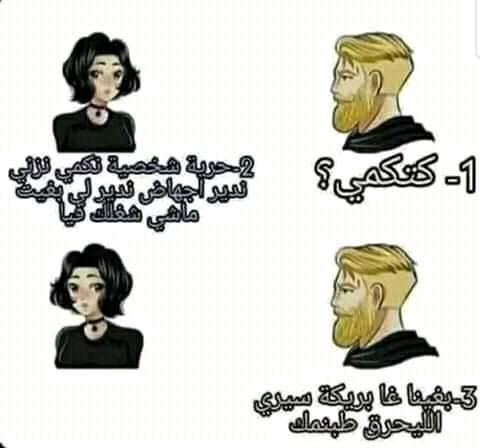 1- كتكمي؟
2-حرية شخصية نكمي نزني
ندير اجهاض ندير لي بغيت
ماشي شغلك فيا
3-بغينا غا بريكة سيري
الليحرق طبنمك